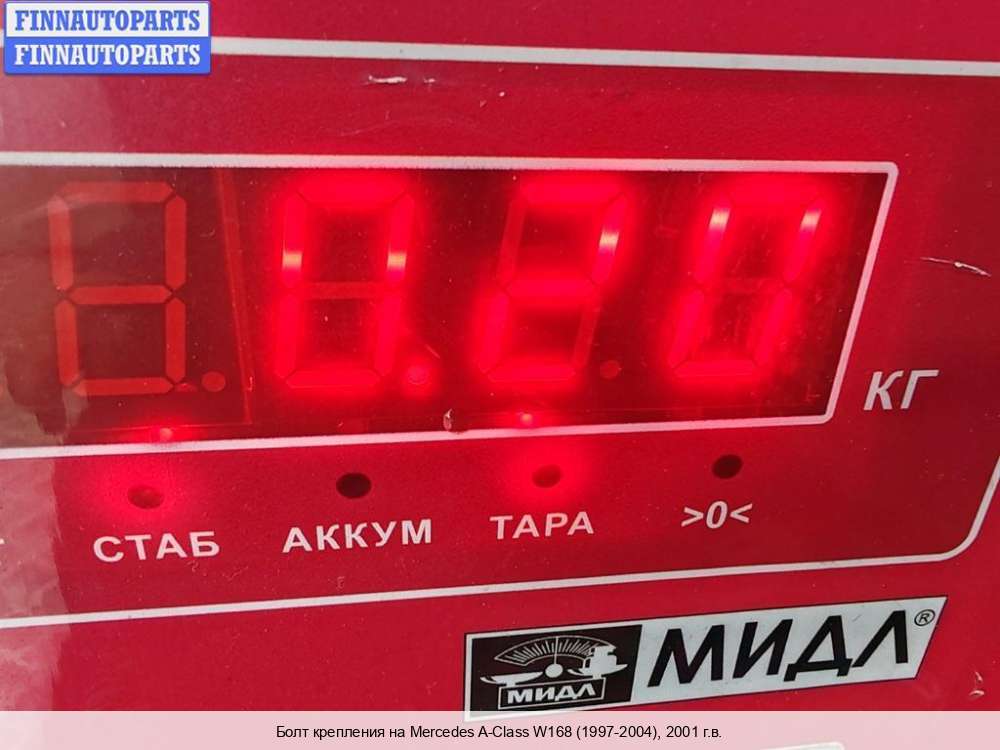 FINNAUTOPARTS
FINNAUTOPARTS
0.20
КГ
СТАБ АККУМ ТАРА >0<
МИДЛ МИДЛ®
Болт крепления на Mercedes A-Class W168 (1997-2004), 2001 г.в.